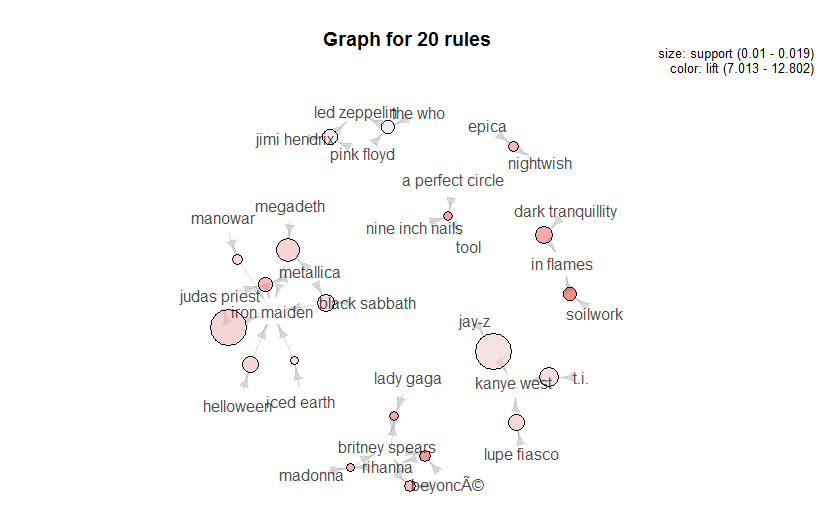 Graph for 20 rules
size: support (0.01 - 0.019)
color: lift (7.013 - 12.802)
led zeppelin
the who
jimi hendrix
pink floyd
epica
nightwish
a perfect circle
nine inch nails
tool
dark tranquillity
in flames
soilwork
megadeth
manowar
metallica
judas priest
black sabbath
iron maiden
helloween
iced earth
jay-z
kanye west
t.i.
lupe fiasco
lady gaga
britney spears
madonna
rihanna
beyoncÃ©